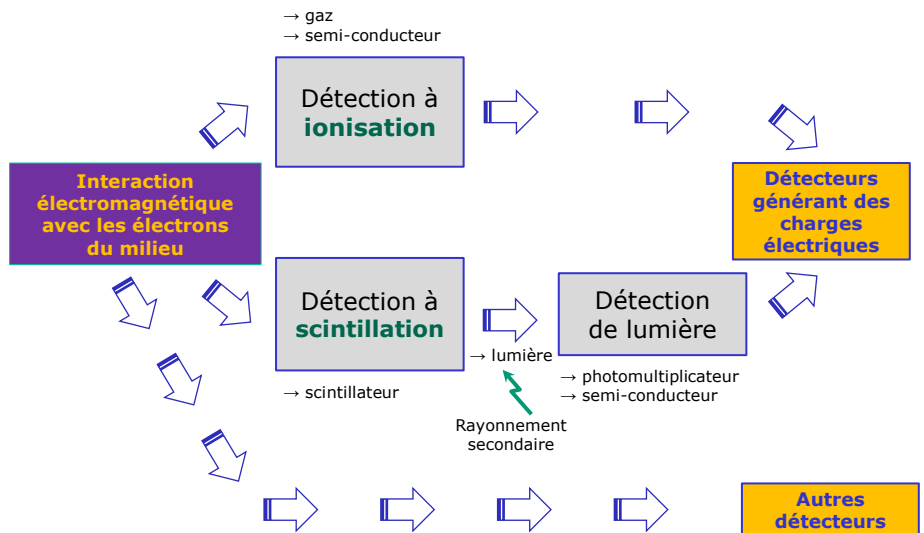 → gaz
→ semi-conducteur
Détection à
ionisation
Interaction
électromagnétique
avec les électrons
du milieu
Détecteurs
générant des
charges
électriques
Détection à
scintillation
→ lumière
Détection
de lumière
→ scintillateur
→ photomultiplicateur
→ semi-conducteur
Rayonnement
secondaire
Autres
détecteurs